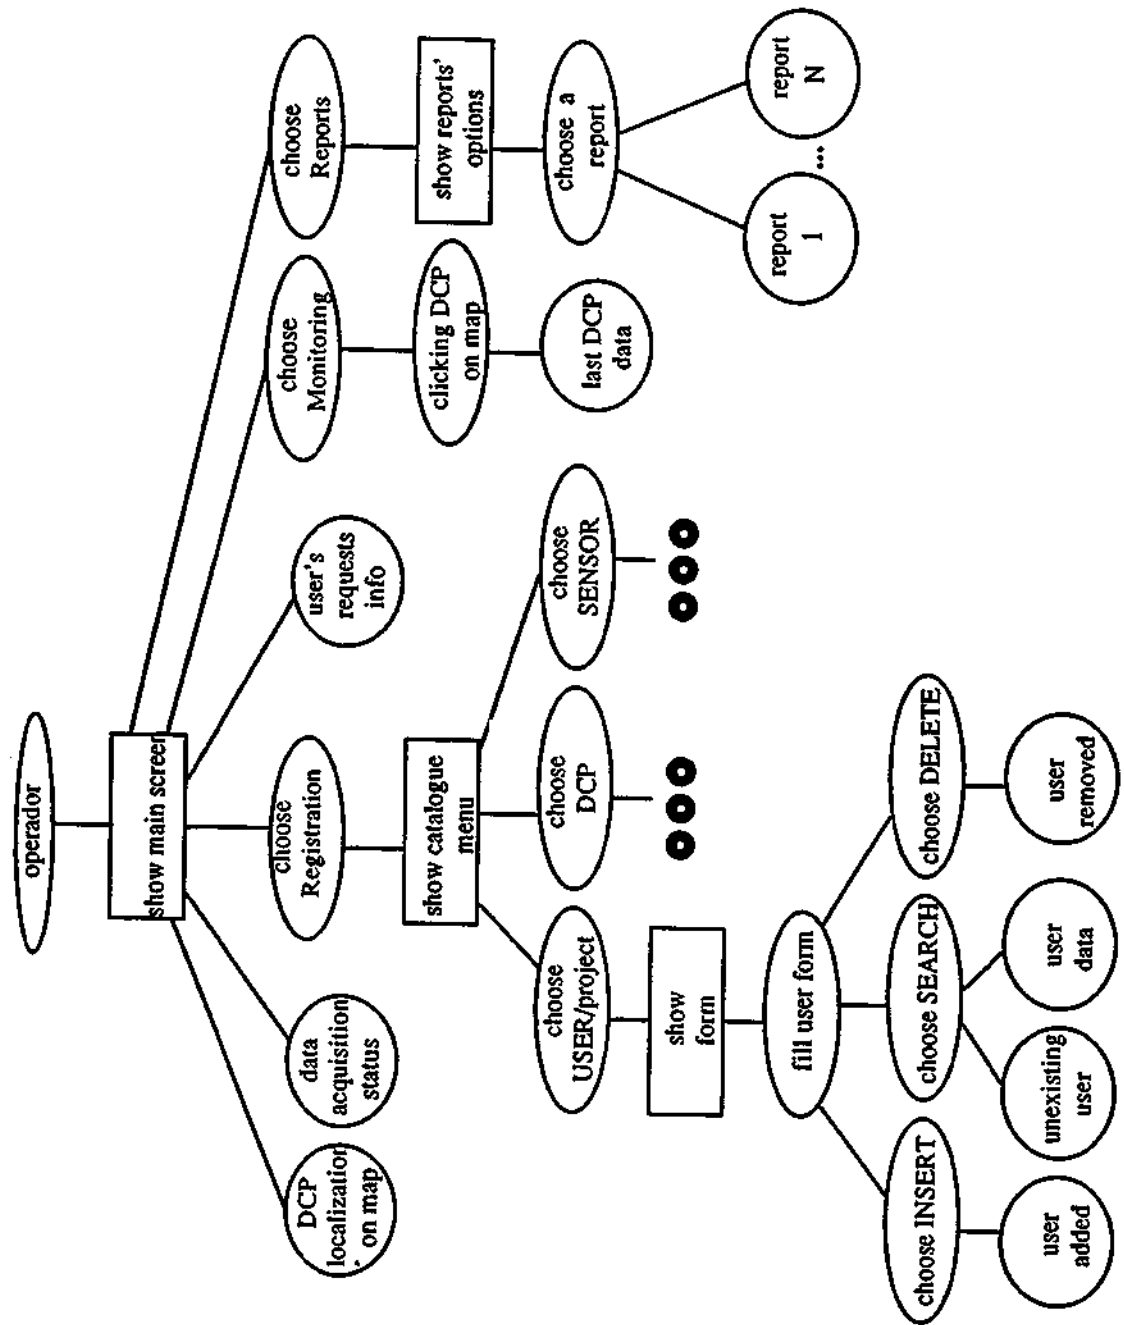 operador
show main screen
DCP
localization
on map
data
acquisition
status
choose
Registration
user's
requests
info
choose
Monitoring
choose
Reports
show catalogue
menu
clicking DCP
on map
show reports'
options
choose
USER/project
choose
DCP
choose
SENSOR
last DCP
data
choose a
report
show
form
report
1
...
report
N
fill user form
choose INSERT
choose SEARCH
choose DELETE
user
added
unexisting
user
user
data
user
removed